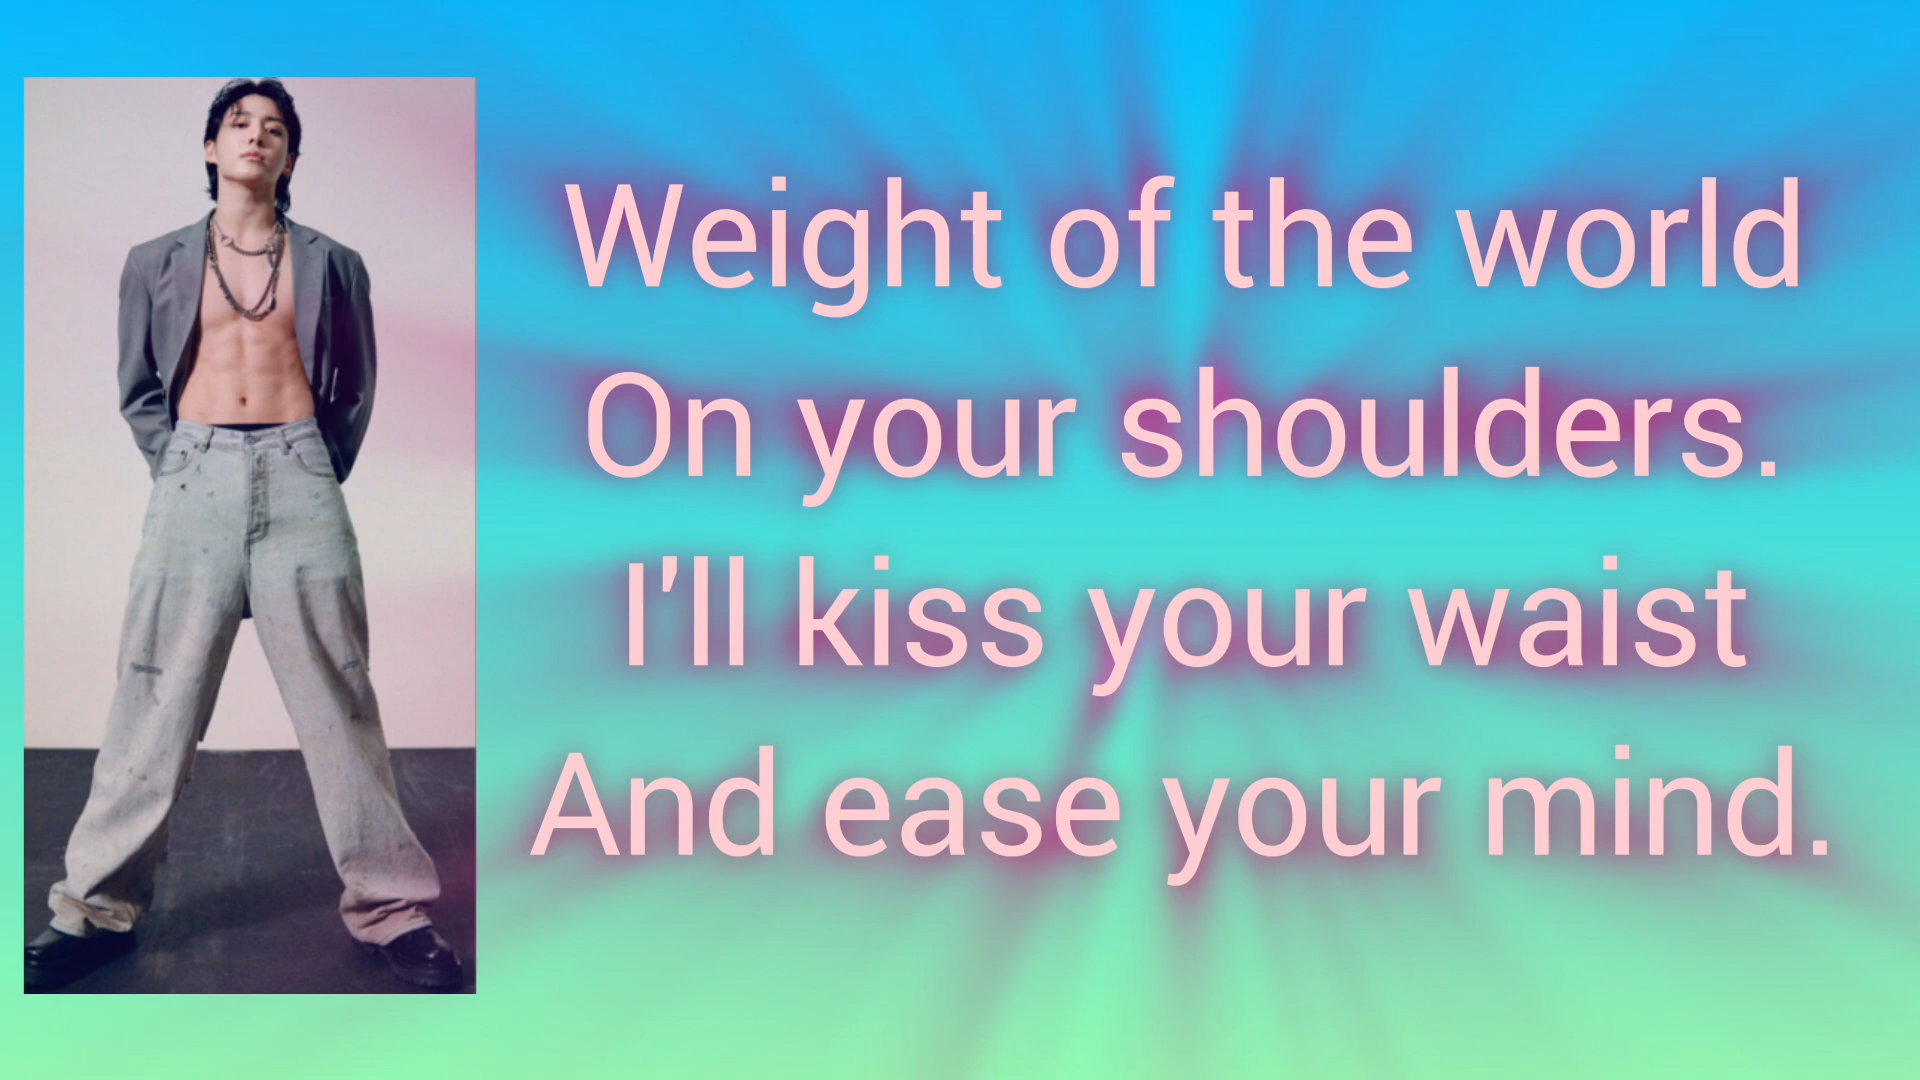 Weight of the world
On your shoulders.
I'll kiss your waist
And ease your mind.